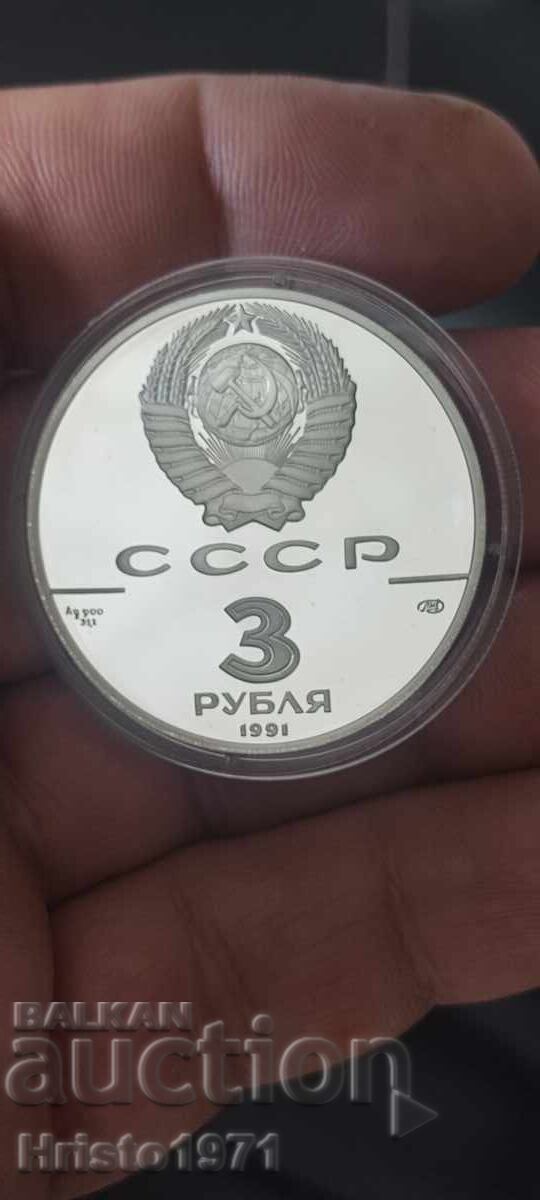 СССР
Ag 900
31,1
ЛМД
3
РУБЛЯ
1991
BALKAN
auction
Hristo1971